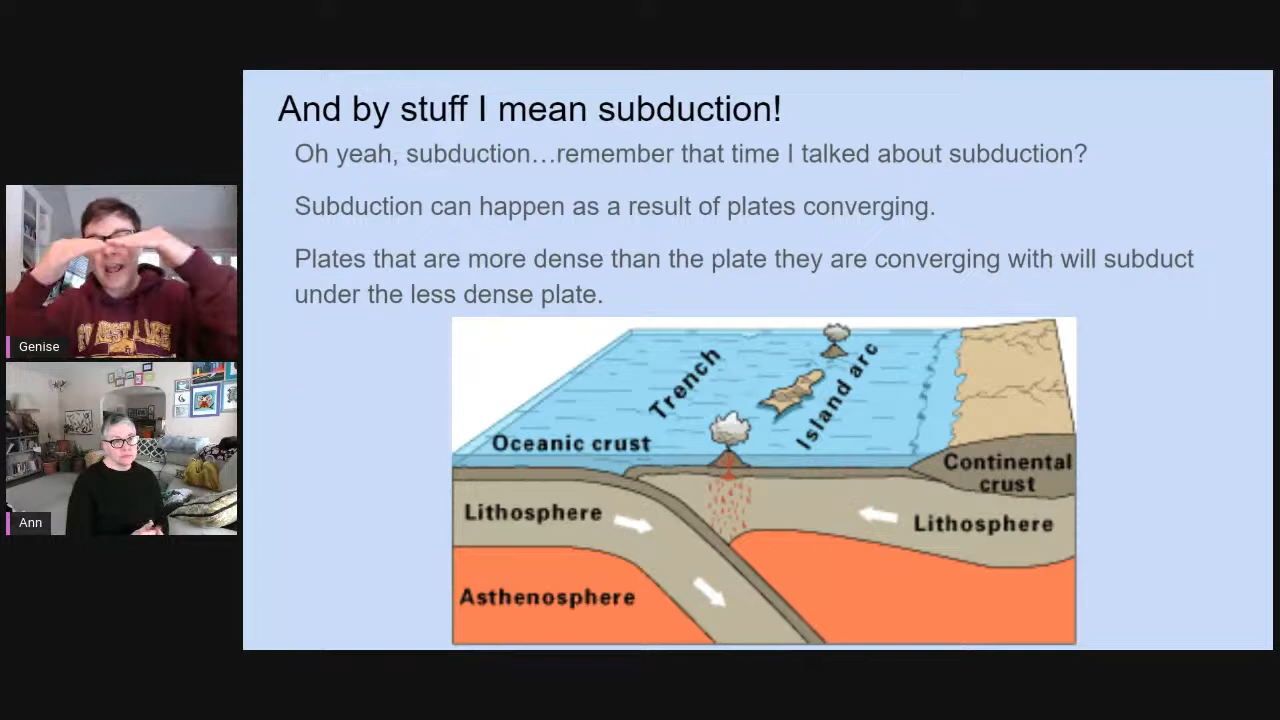 And by stuff I mean subduction!
Oh yeah, subduction…remember that time I talked about subduction?
Subduction can happen as a result of plates converging.
Plates that are more dense than the plate they are converging with will subduct
under the less dense plate.
Genise
Ann
Trench
Island arc
Oceanic crust
Continental
crust
Lithosphere
Lithosphere
Asthenosphere